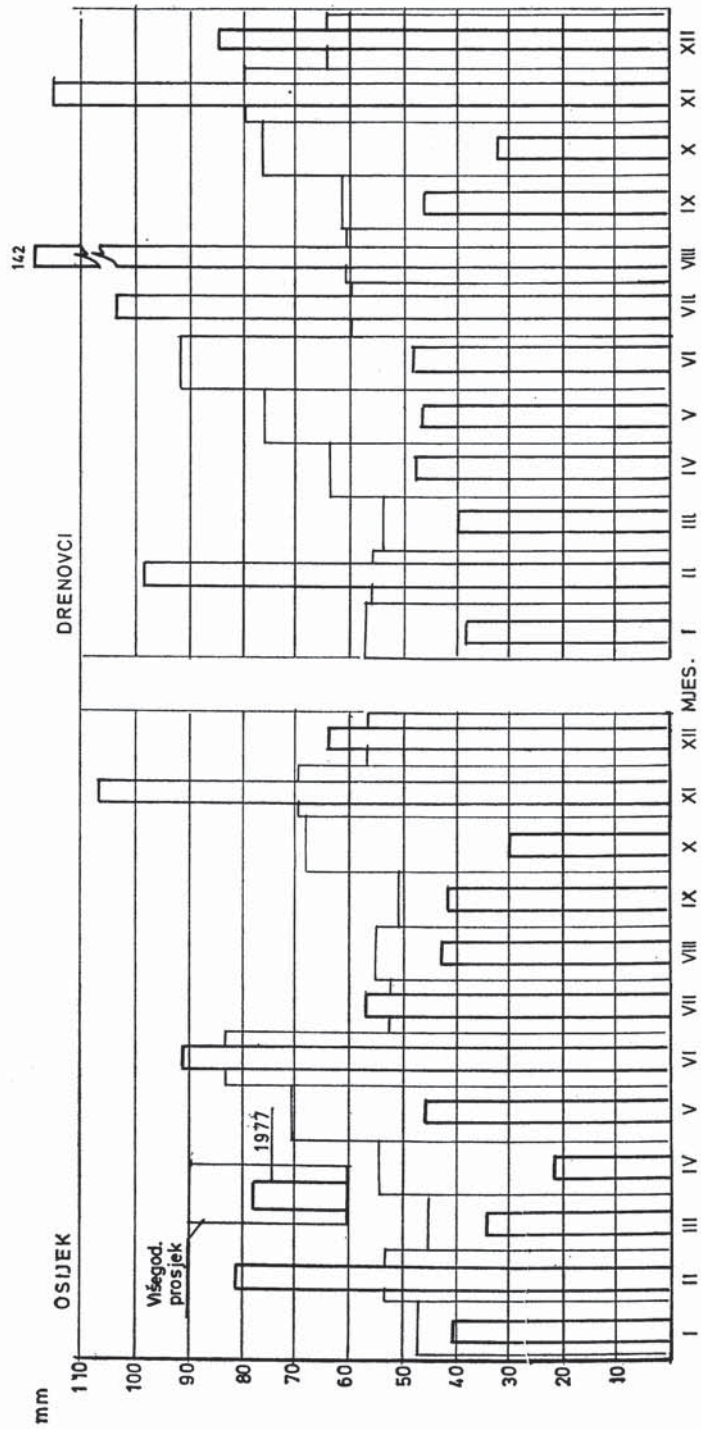 mm
OSIJEK
DRENOVCI
142
110
100
90
80
70
60
50
40
30
20
10
Višegod.
prosjek
1977
I II III IV V VI VII VIII IX X XI XII MJES. I II III IV V VI VII VIII IX X XI XII